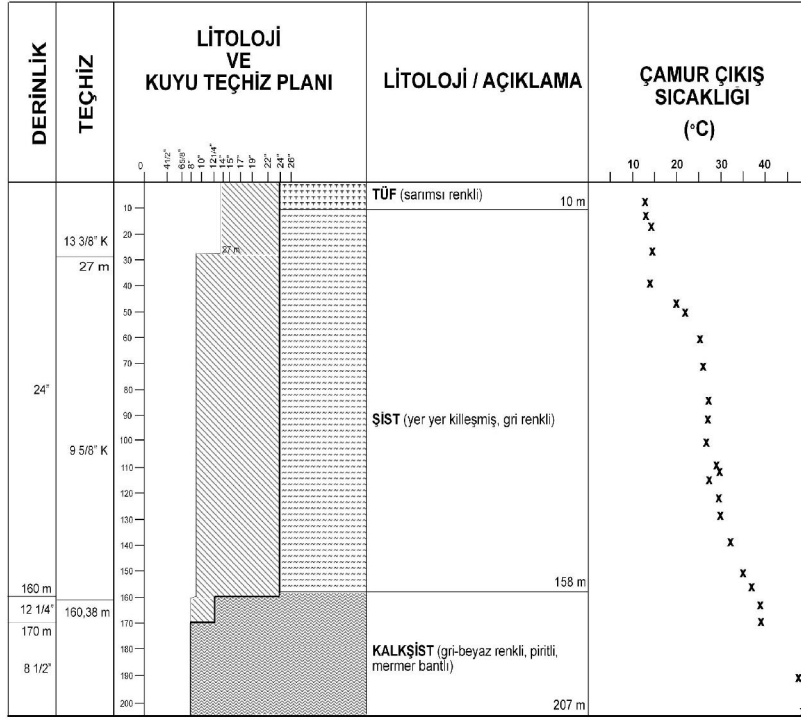 DERİNLİK
TEÇHİZ
LİTOLOJİ
VE
KUYU TEÇHİZ PLANI
LİTOLOJİ / AÇIKLAMA
ÇAMUR ÇIKIŞ
SICAKLIĞI
(°C)
0
4 1/2"
6 5/8"
8"
10"
12 1/4"
14"
15"
17"
19"
22"
24"
26"
10 20 30 40
TÜF (sarımsı renkli)
10 m
13 3/8" K
27 m
27 m
10
20
30
40
50
60
70
80
90
100
110
120
130
140
150
160
170
180
190
200
24"
9 5/8" K
ŞİST (yer yer killeşmiş, gri renkli)
158 m
160 m
12 1/4"
160,38 m
170 m
8 1/2"
KALKŞİST (gri-beyaz renkli, piritli,
mermer bantlı)
207 m